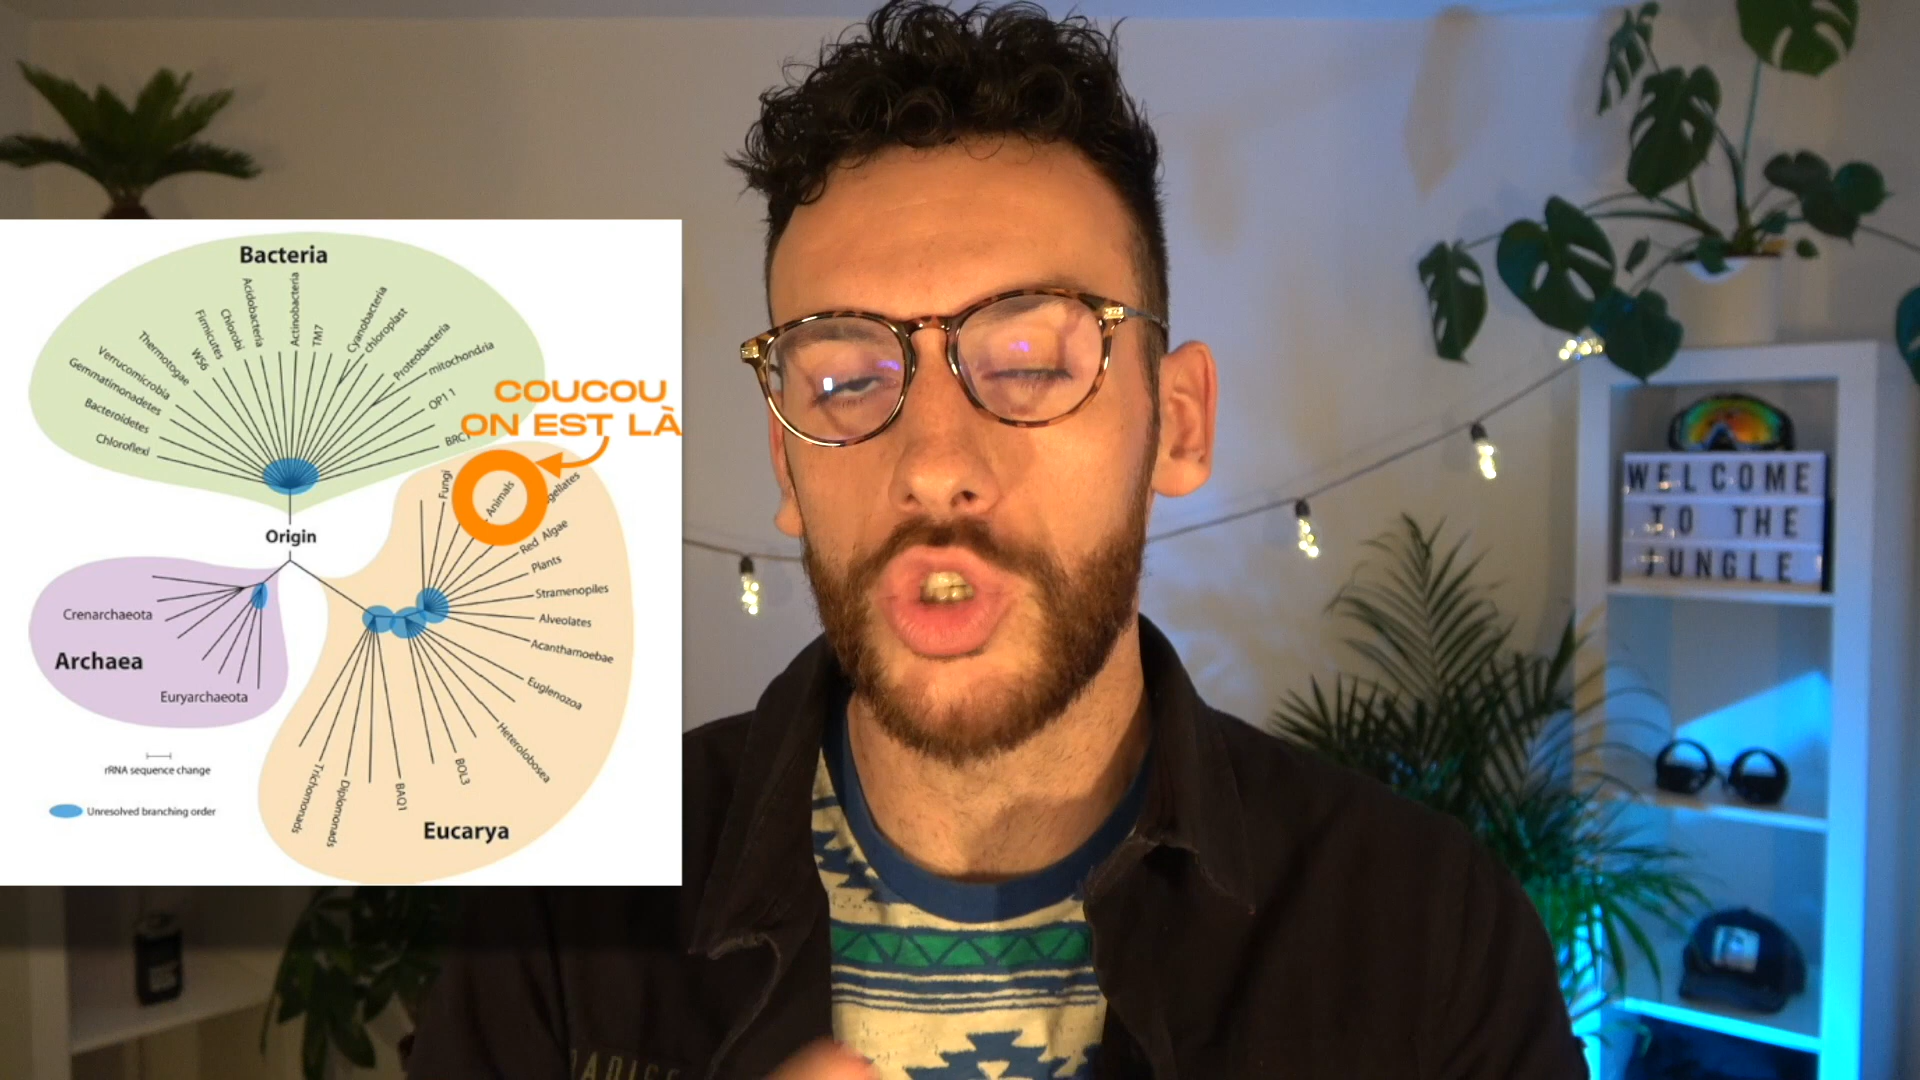 Bacteria
Acidobacteria
Actinobacteria
Chlorobi
Firmicutes
WS6
TM7
Cyanobacteria
chloroplast
Thermotogae
Verrucomicrobia
Gemmatimonadetes
Bacteroidetes
Chloroflexi
Proteobacteria
mitochondria
OP11
BRC1
COUCOU
ON EST LÀ
Fungi
Animals
gellates
Red Algae
Plants
Stramenopiles
Alveolates
Acanthamoebae
Euglenozoa
Heterolobosea
BOL3
BAQ1
Diplomonads
Trichomonads
Eucarya
Origin
Crenarchaeota
Archaea
Euryarchaeota
rRNA sequence change
Unresolved branching order
WELCOME
TO THE
JUNGLE